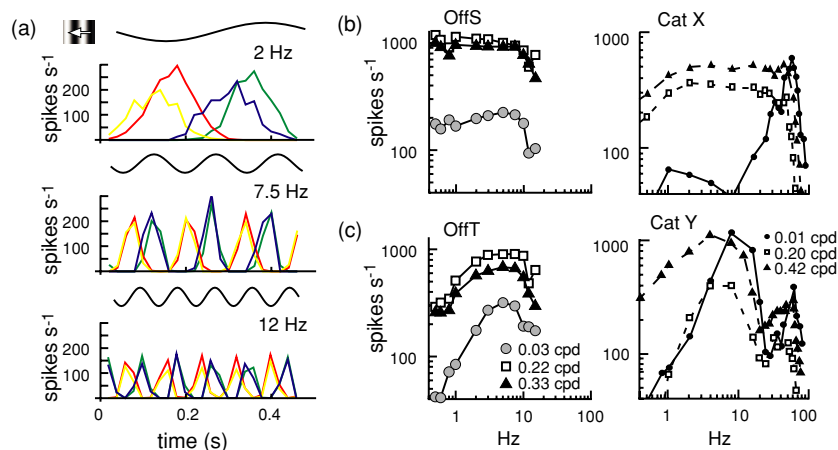 (a)
2 Hz
spikes s⁻¹
200
100
7.5 Hz
spikes s⁻¹
200
100
12 Hz
spikes s⁻¹
200
100
0
0.2
0.4
time (s)
(b)
OffS
Cat X
spikes s⁻¹
1000
100
1000
100
(c)
OffT
Cat Y
spikes s⁻¹
1000
100
0.03 cpd
0.22 cpd
0.33 cpd
1
10
100
Hz
1000
100
0.01 cpd
0.20 cpd
0.42 cpd
1
10
100
Hz